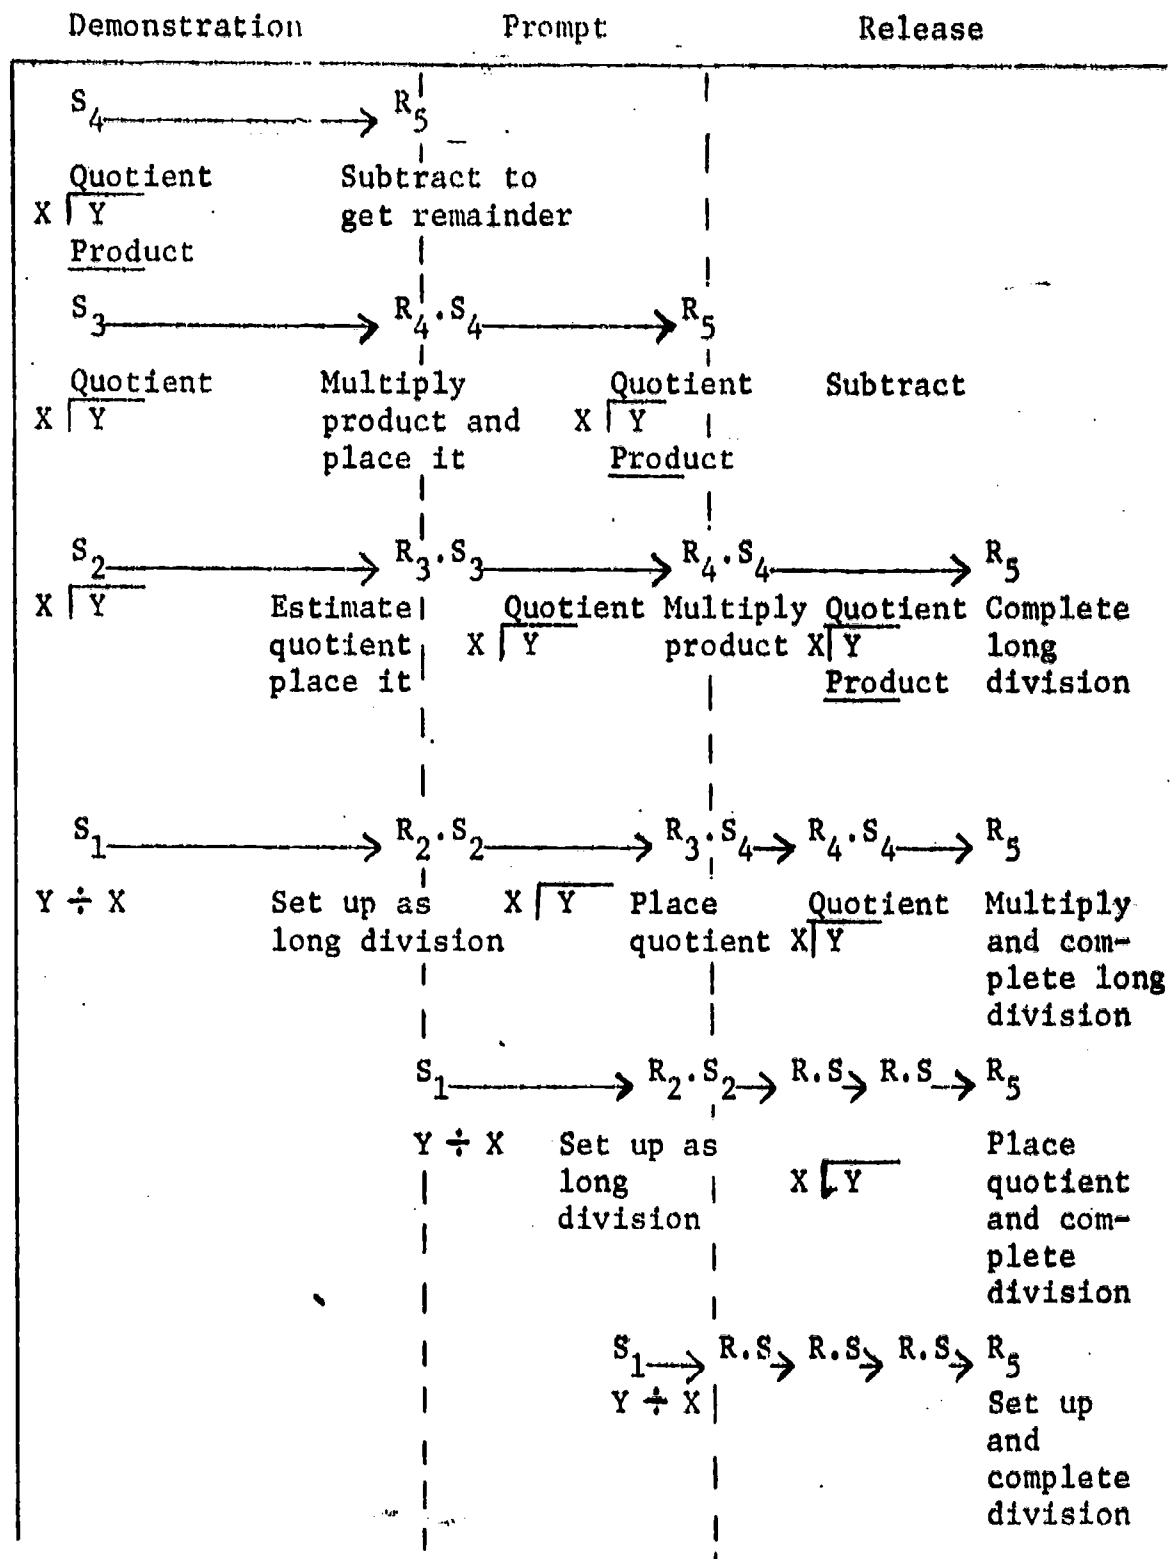 Demonstration Prompt Release
S4 → R5
Quotient Subtract to
X Y get remainder
Product
S3 → R4.S4 → R5
Quotient Multiply Quotient Subtract
X Y product and X Y
place it Product
S2 → R3.S3 → R4.S4 → R5
X Y Estimate Quotient Multiply Quotient Complete
quotient X Y product X Y long
place it Product division
S1 → R2.S2 → R3.S4 → R4.S4 → R5
Y ÷ X Set up as X Y Place Quotient Multiply
long division quotient X Y and com-
plete long
division
S1 → R2.S2 → R.S → R.S → R5
Y ÷ X Set up as Place
long X Y quotient
division and com-
plete
division
S1 → R.S → R.S → R.S → R5
Y ÷ X Set up
and
complete
division